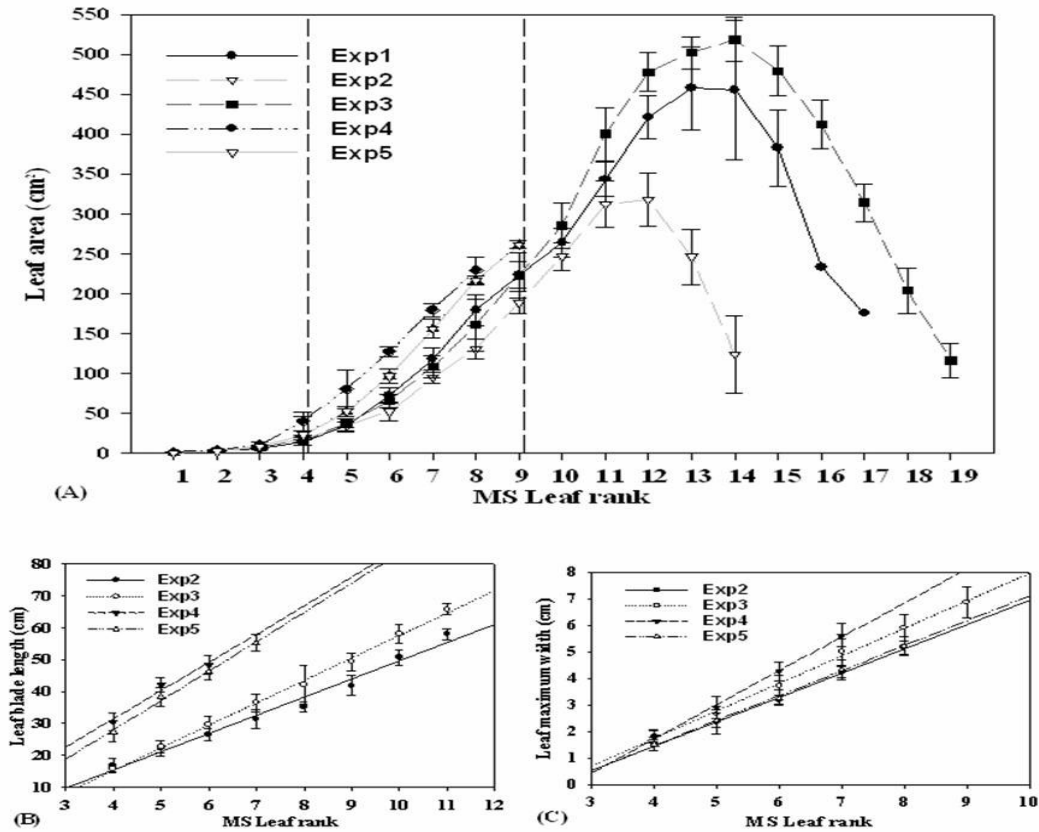 550
500
450
400
350
300
250
200
150
100
50
0
Leaf area (cm²)
Exp1
Exp2
Exp3
Exp4
Exp5
1 2 3 4 5 6 7 8 9 10 11 12 13 14 15 16 17 18 19
(A) MS Leaf rank
80
70
60
50
40
30
20
10
Leaf blade length (cm)
Exp2
Exp3
Exp4
Exp5
3 4 5 6 7 8 9 10 11 12
(B) MS Leaf rank
8
7
6
5
4
3
2
1
0
Leaf maximum width (cm)
Exp2
Exp3
Exp4
Exp5
3 4 5 6 7 8 9 10
(C) MS Leaf rank